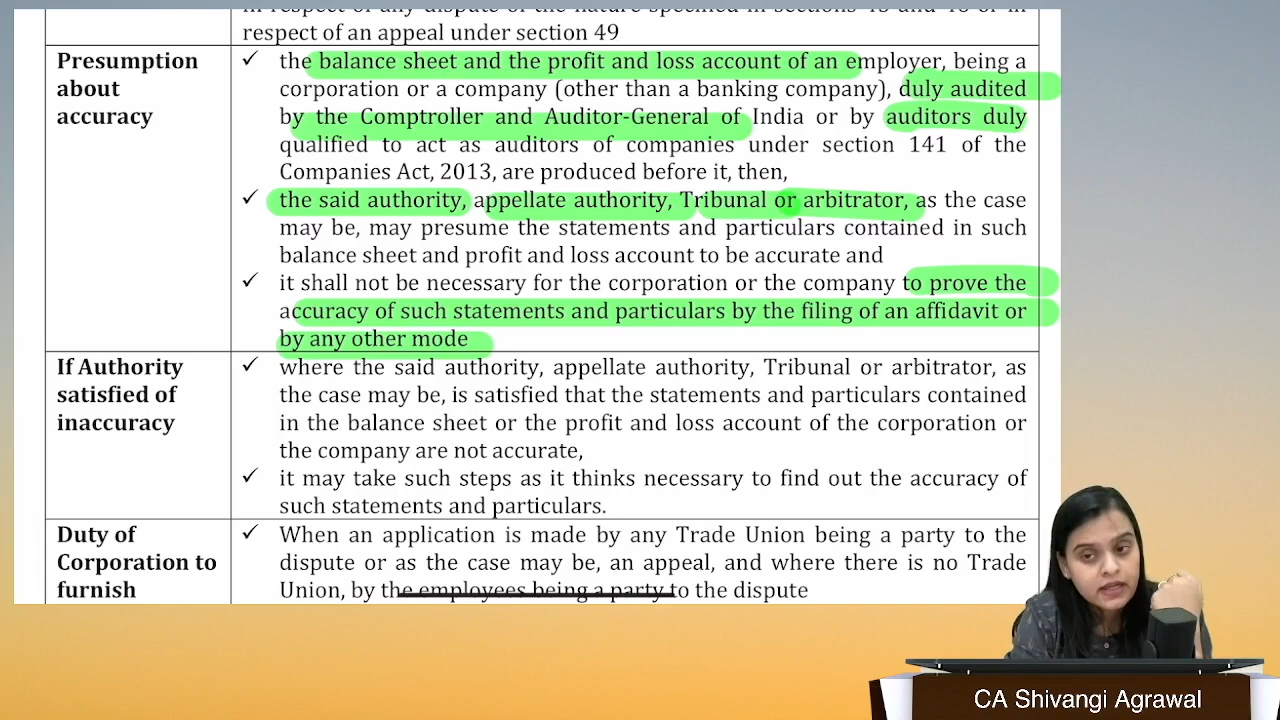 in respect of any dispute of the nature specified in sections 45 and 48 or in
respect of an appeal under section 49
Presumption
about
accuracy
✓ the balance sheet and the profit and loss account of an employer, being a
corporation or a company (other than a banking company), duly audited
by the Comptroller and Auditor-General of India or by auditors duly
qualified to act as auditors of companies under section 141 of the
Companies Act, 2013, are produced before it, then,
✓ the said authority, appellate authority, Tribunal or arbitrator, as the case
may be, may presume the statements and particulars contained in such
balance sheet and profit and loss account to be accurate and
✓ it shall not be necessary for the corporation or the company to prove the
accuracy of such statements and particulars by the filing of an affidavit or
by any other mode
If Authority
satisfied of
inaccuracy
✓ where the said authority, appellate authority, Tribunal or arbitrator, as
the case may be, is satisfied that the statements and particulars contained
in the balance sheet or the profit and loss account of the corporation or
the company are not accurate,
✓ it may take such steps as it thinks necessary to find out the accuracy of
such statements and particulars.
Duty of
Corporation to
furnish
✓ When an application is made by any Trade Union being a party to the
dispute or as the case may be, an appeal, and where there is no Trade
Union, by the employees being a party to the dispute
CA Shivangi Agrawal